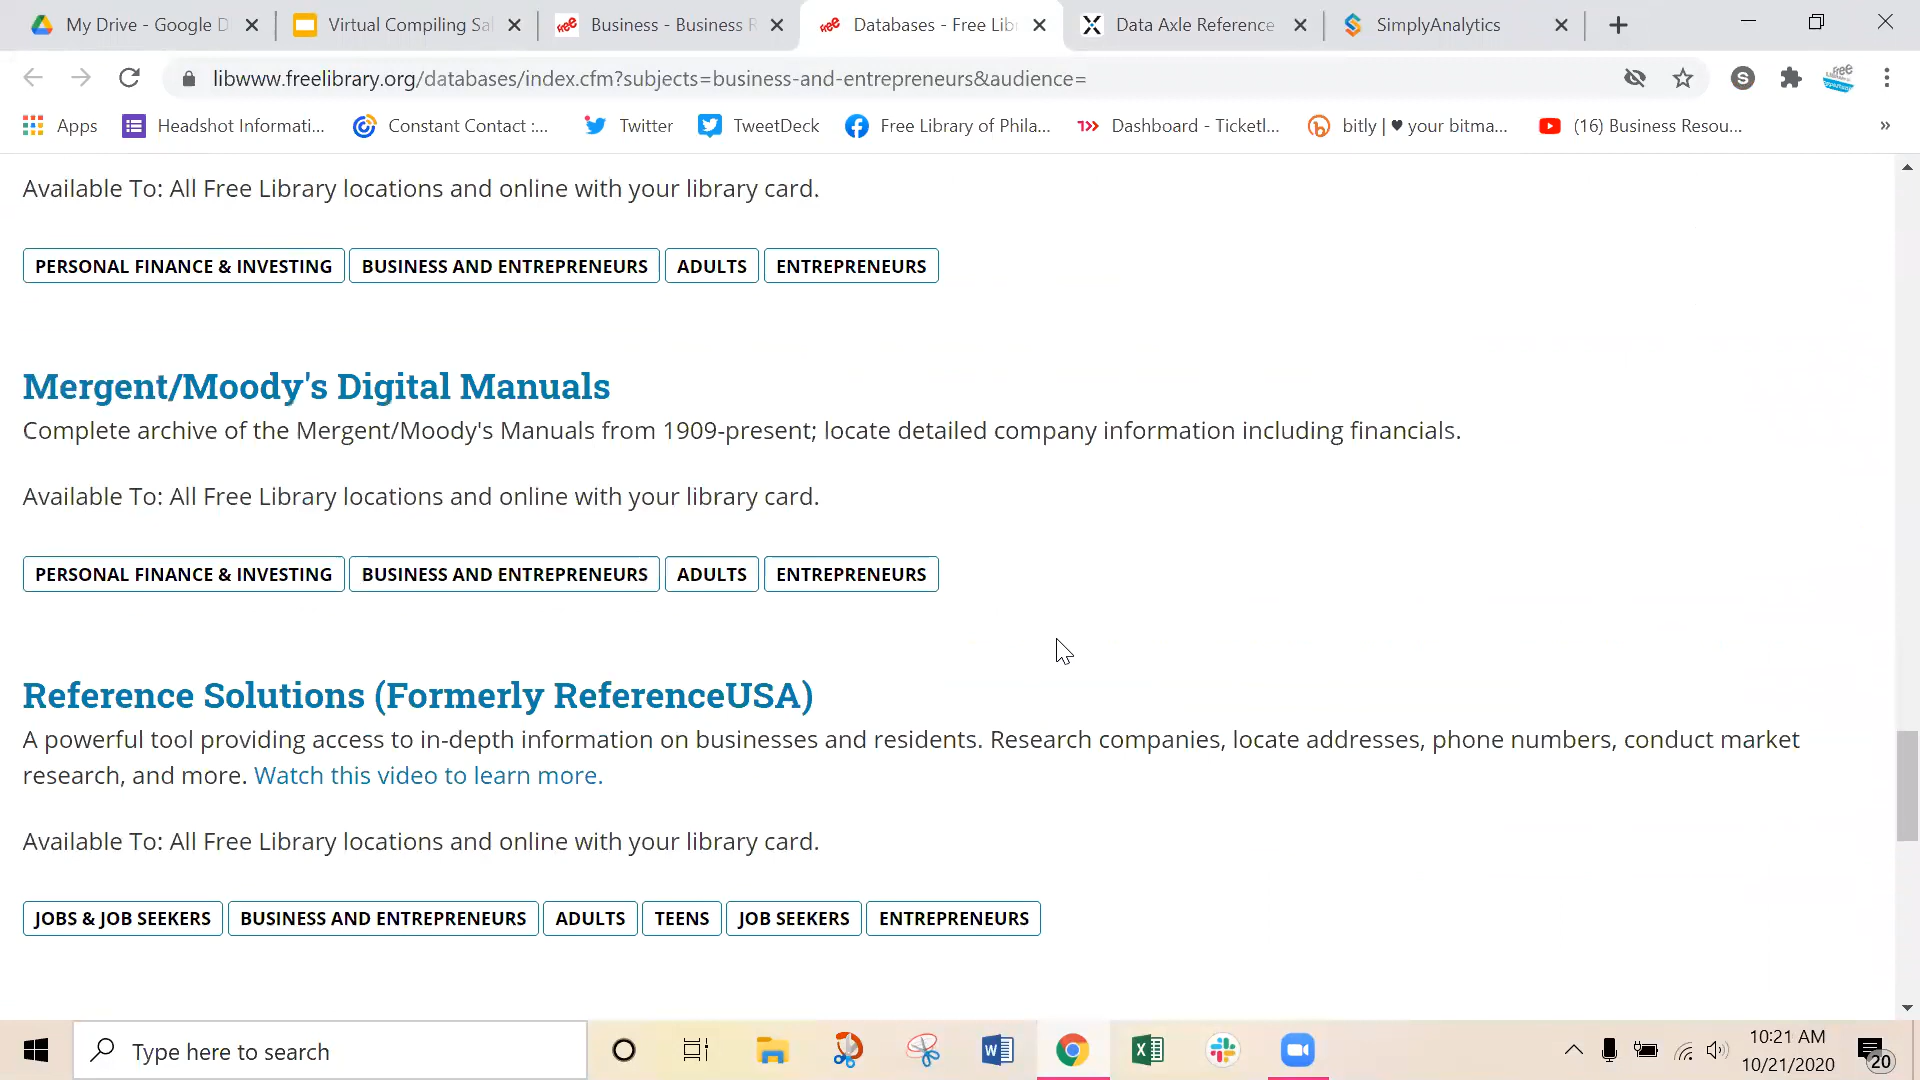 My Drive - Google D
Virtual Compiling Sal
Business - Business R
Databases - Free Libr
Data Axle Reference
SimplyAnalytics
libwww.freelibrary.org/databases/index.cfm?subjects=business-and-entrepreneurs&audience=
Apps
Headshot Informati...
Constant Contact :...
Twitter
TweetDeck
Free Library of Phila...
Dashboard - Ticketl...
bitly | ♥ your bitma...
(16) Business Resou...
»
Available To: All Free Library locations and online with your library card.
PERSONAL FINANCE & INVESTING
BUSINESS AND ENTREPRENEURS
ADULTS
ENTREPRENEURS
Mergent/Moody's Digital Manuals
Complete archive of the Mergent/Moody's Manuals from 1909-present; locate detailed company information including financials.
Available To: All Free Library locations and online with your library card.
PERSONAL FINANCE & INVESTING
BUSINESS AND ENTREPRENEURS
ADULTS
ENTREPRENEURS
Reference Solutions (Formerly ReferenceUSA)
A powerful tool providing access to in-depth information on businesses and residents. Research companies, locate addresses, phone numbers, conduct market
research, and more. Watch this video to learn more.
Available To: All Free Library locations and online with your library card.
JOBS & JOB SEEKERS
BUSINESS AND ENTREPRENEURS
ADULTS
TEENS
JOB SEEKERS
ENTREPRENEURS
Type here to search
10:21 AM
10/21/2020
20